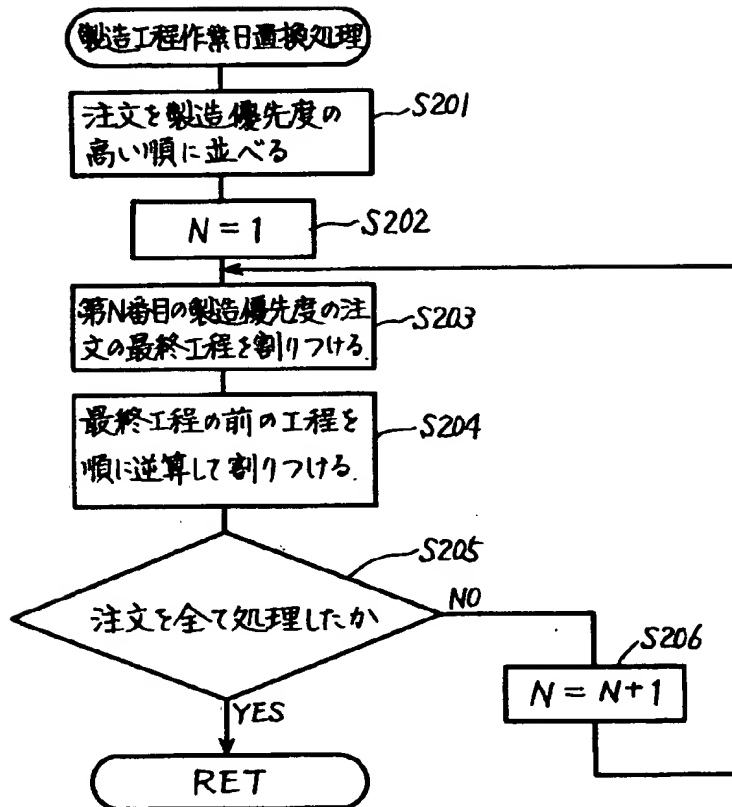 製造工程作業日置換処理
注文を製造優先度の
高い順に並べる
S201
N = 1
S202
第N番目の製造優先度の注
文の最終工程を割りつける.
S203
最終工程の前の工程を
順に逆算して割りつける.
S204
S205
注文を全て処理したか
NO
S206
N = N+1
YES
RET